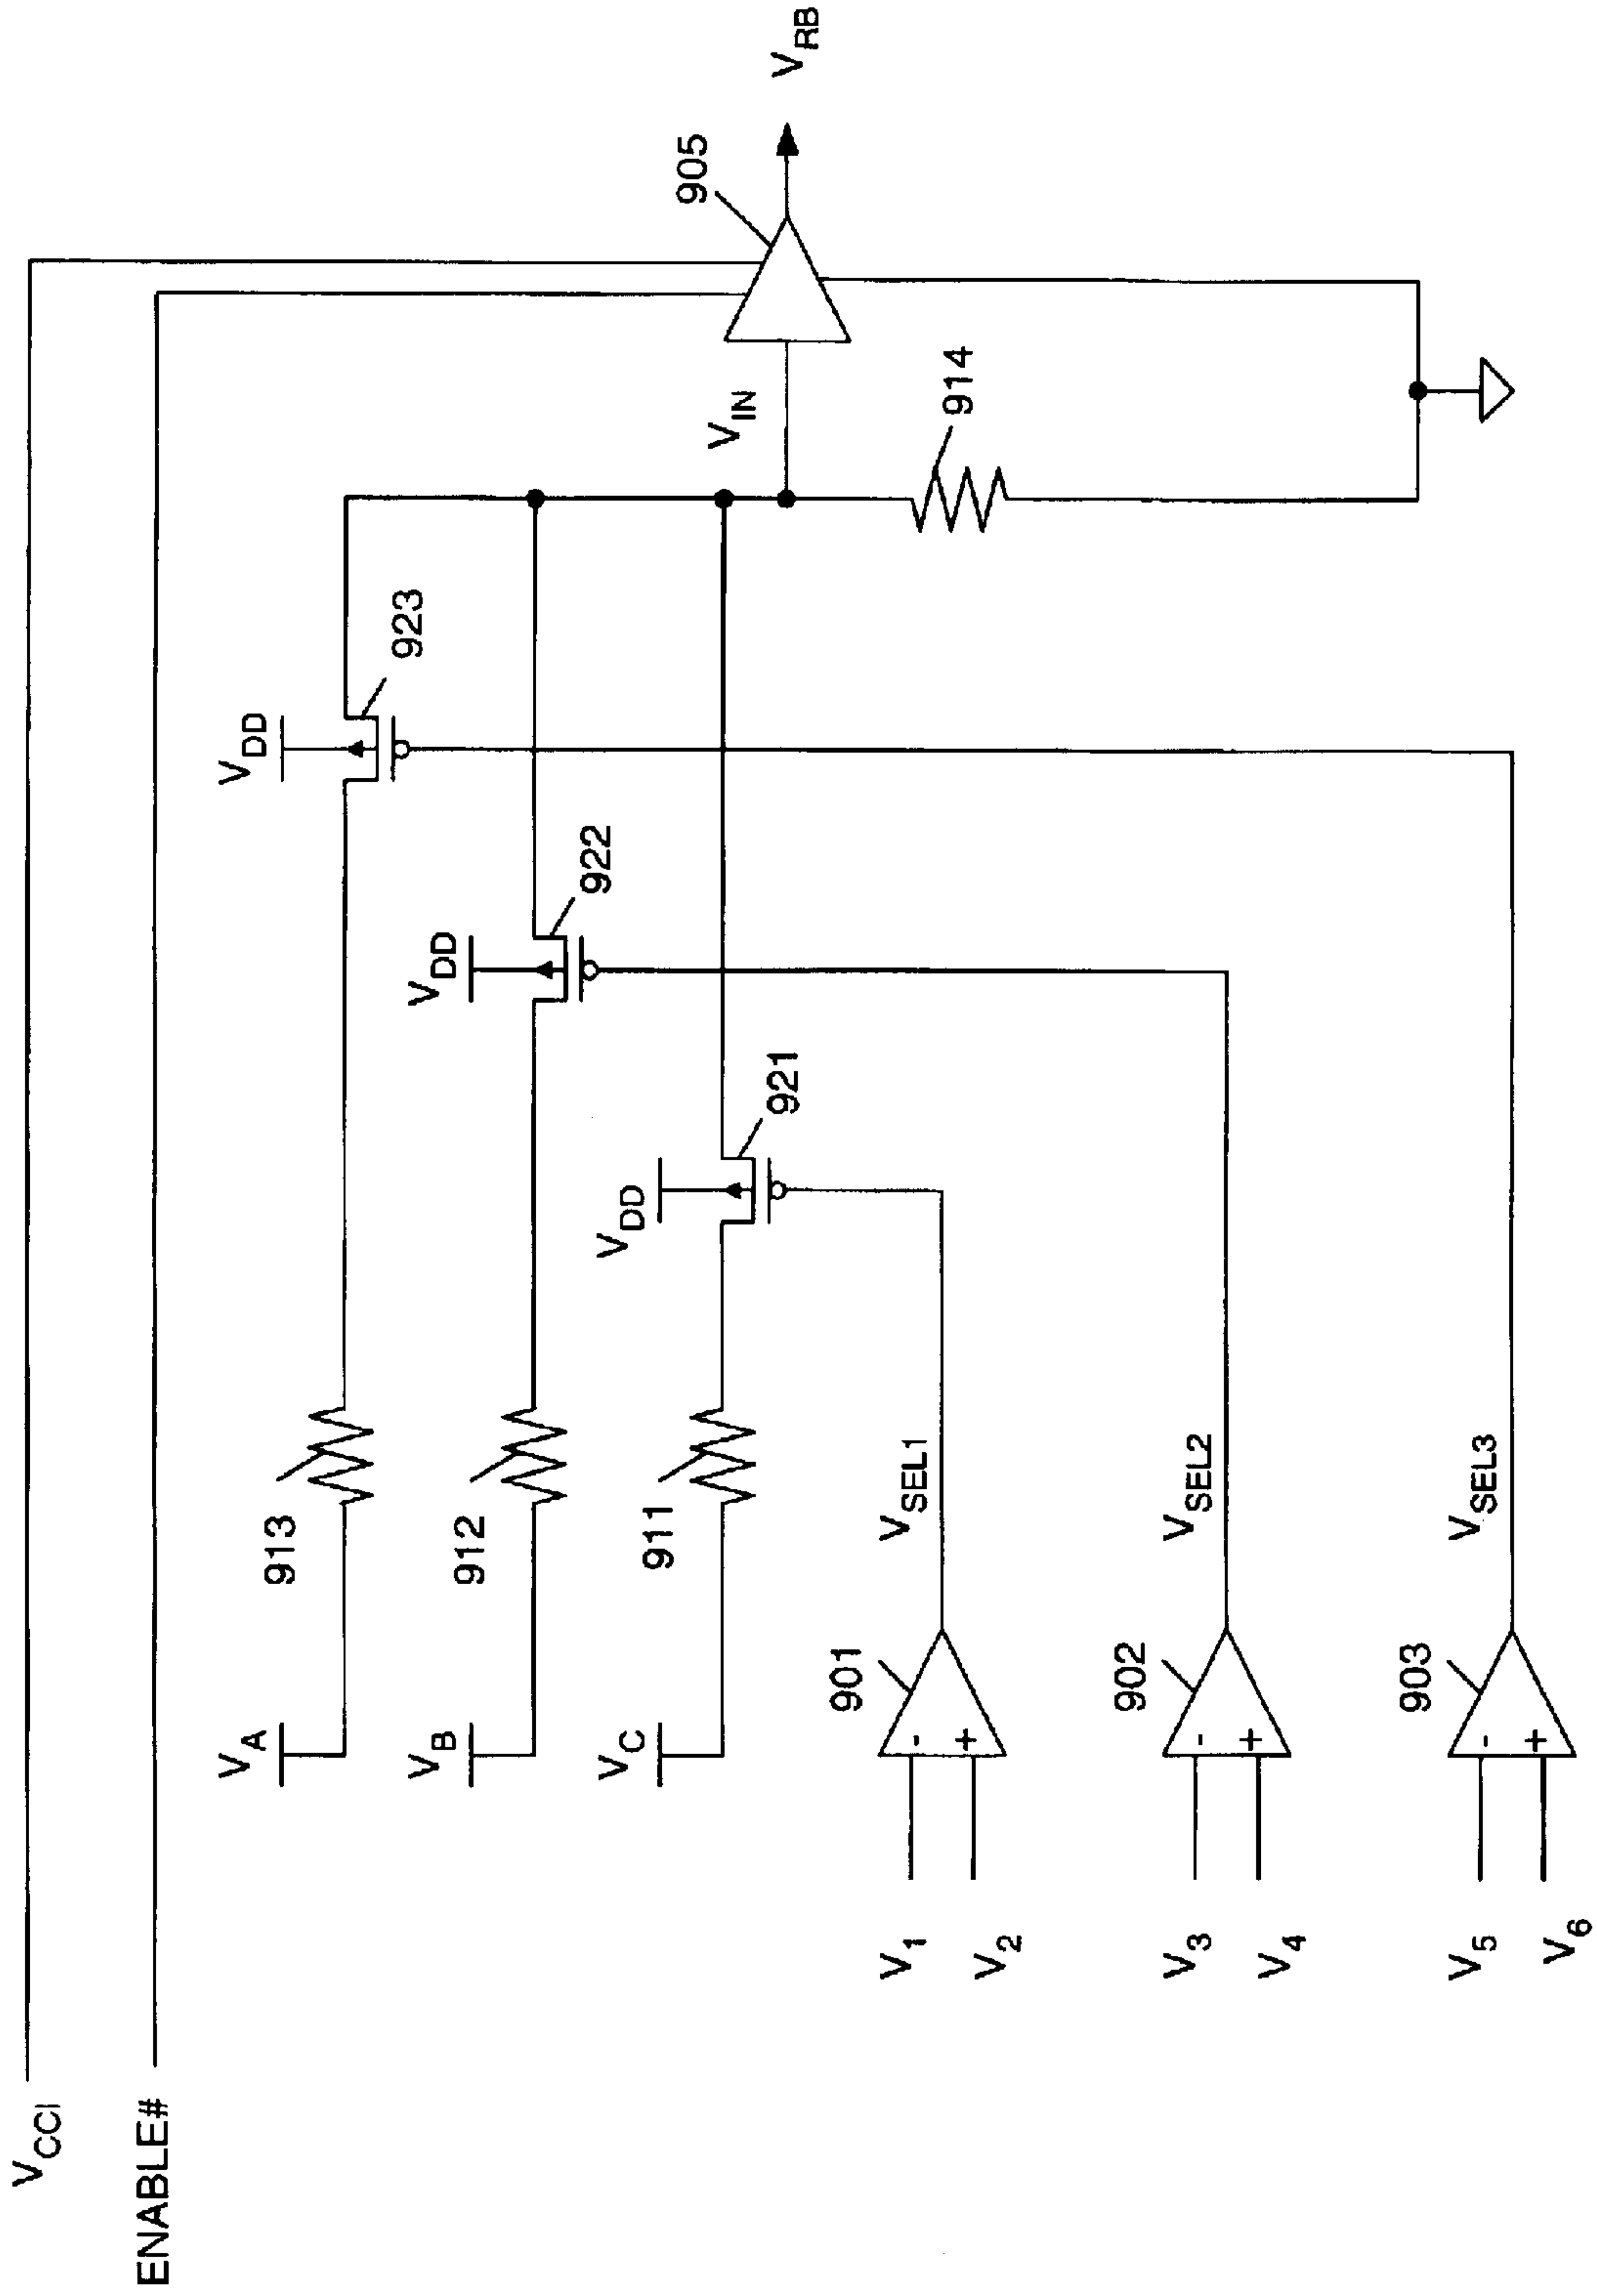 V_CCI
ENABLE#
V_A
913
V_DD
923
V_B
912
V_DD
922
V_C
911
V_DD
921
V_IN
905
V_RB
914
V_1
V_2
-
+
901
V_SEL1
V_3
V_4
-
+
902
V_SEL2
V_5
V_6
-
+
903
V_SEL3